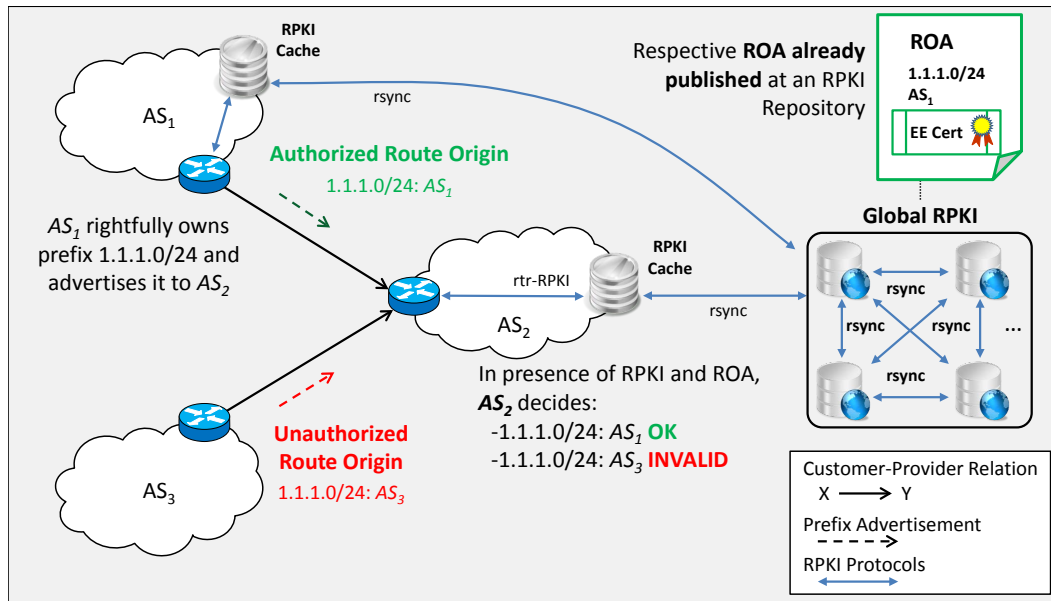 RPKI
Cache
AS1
rsync
Respective ROA already
published at an RPKI
Repository
ROA
1.1.1.0/24
AS1
EE Cert
Authorized Route Origin
1.1.1.0/24: AS1
AS1 rightfully owns
prefix 1.1.1.0/24 and
advertises it to AS2
Global RPKI
RPKI
Cache
rtr-RPKI
AS2
rsync
rsync
rsync
rsync
...
rsync
In presence of RPKI and ROA,
AS2 decides:
-1.1.1.0/24: AS1 OK
-1.1.1.0/24: AS3 INVALID
Unauthorized
Route Origin
1.1.1.0/24: AS3
AS3
Customer-Provider Relation
X Y
Prefix Advertisement
RPKI Protocols